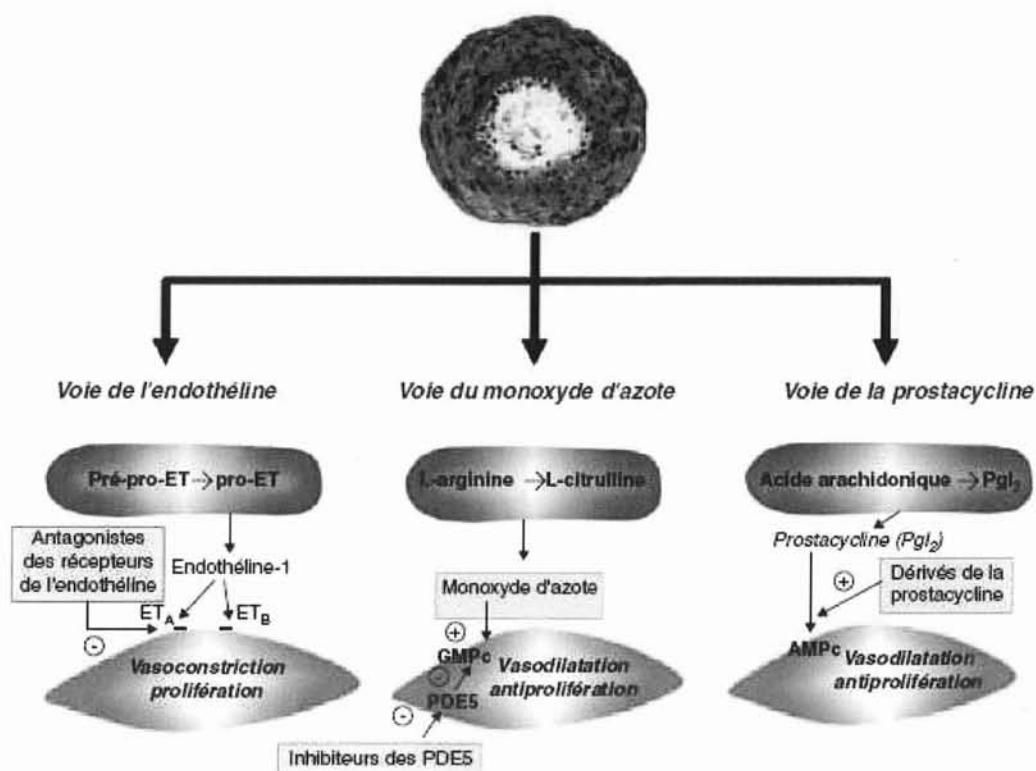 Voie de l'endothéline
Voie du monoxyde d'azote
Voie de la prostacycline
Pré-pro-ET→pro-ET
L-arginine →L-citrulline
Acide arachidonique →PgI₂
Antagonistes
des récepteurs
de l'endothéline
Endothéline-1
ET_A
ET_B
-
Vasoconstriction
prolifération
Monoxyde d'azote
+
GMPc
-
PDE5
-
Vasodilatation
antiprolifération
Inhibiteurs des PDE5
Prostacycline (PgI₂)
+
Dérivés de la
prostacycline
AMPc
Vasodilatation
antiprolifération